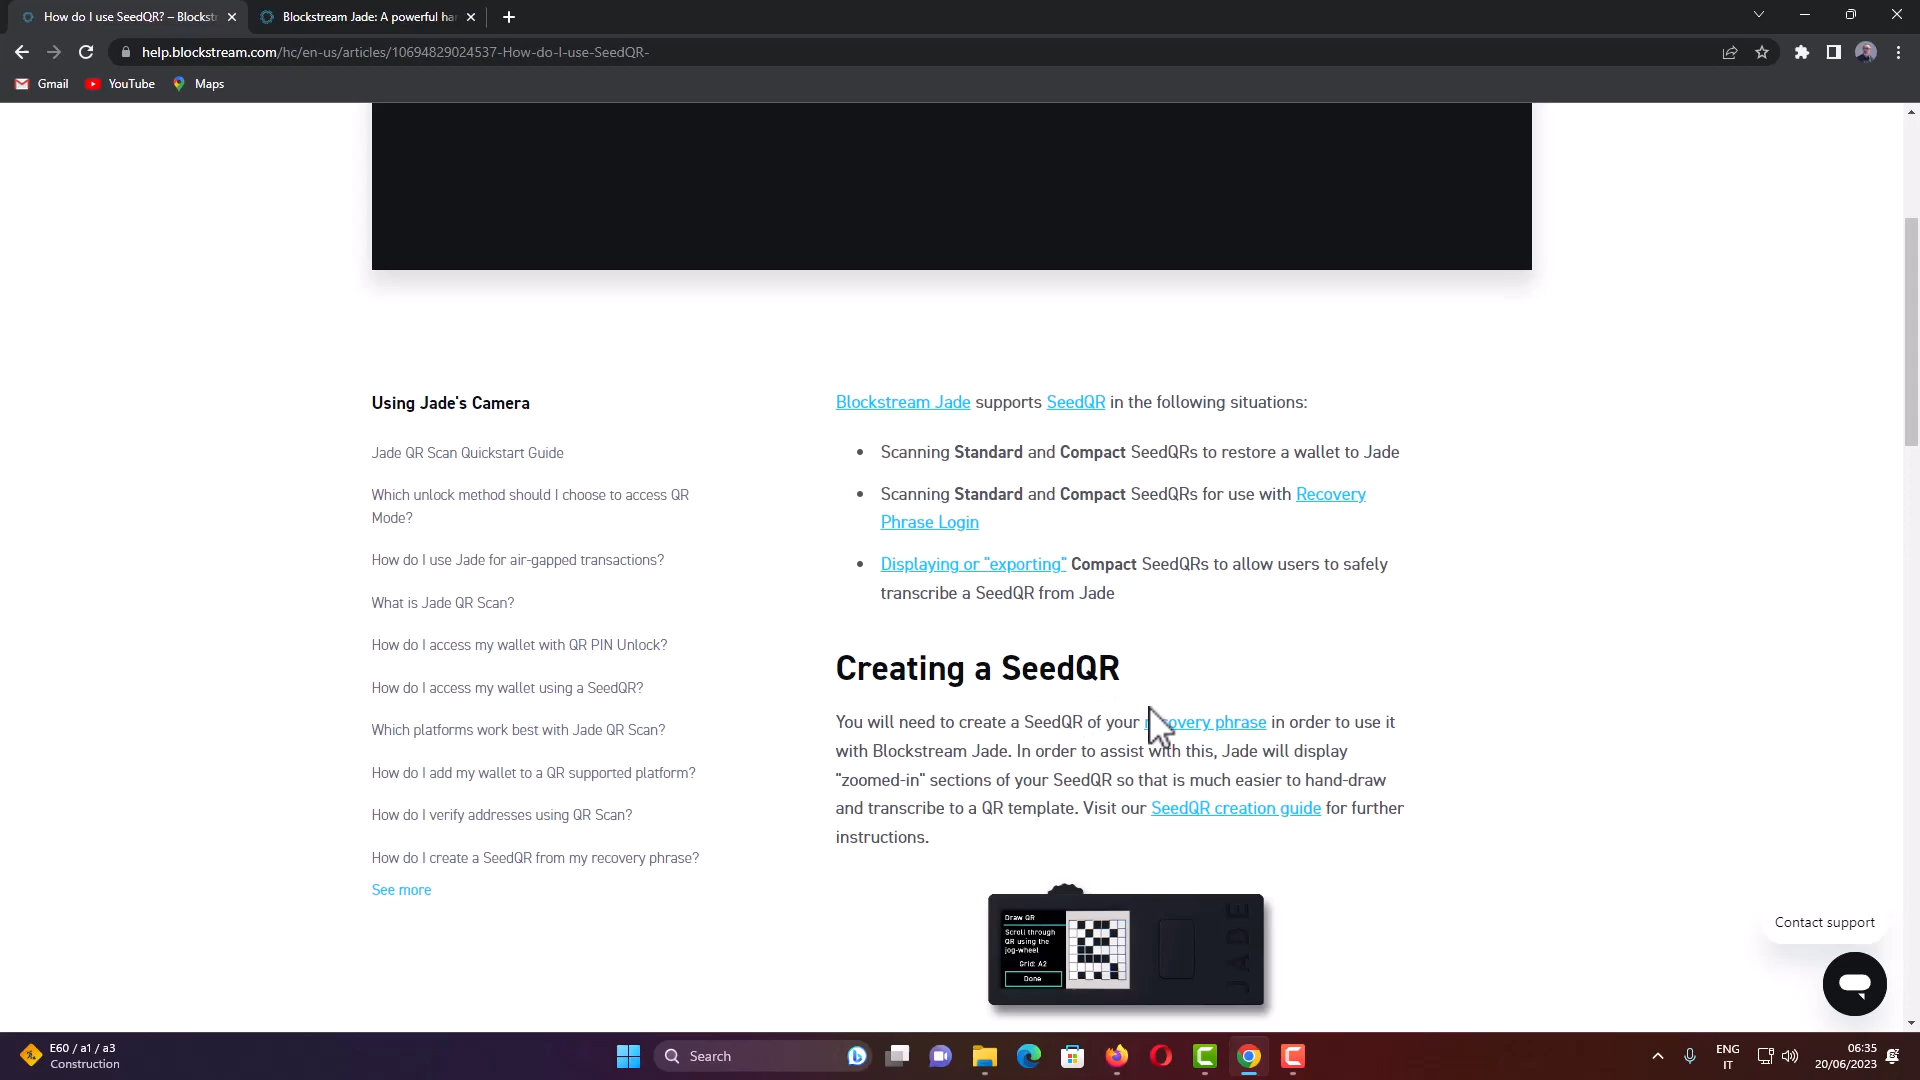 How do I use SeedQR? – Blockst
Blockstream Jade: A powerful ha
help.blockstream.com/hc/en-us/articles/10694829024537-How-do-I-use-SeedQR-
Gmail
YouTube
Maps
Using Jade's Camera
Jade QR Scan Quickstart Guide
Which unlock method should I choose to access QR
Mode?
How do I use Jade for air-gapped transactions?
What is Jade QR Scan?
How do I access my wallet with QR PIN Unlock?
How do I access my wallet using a SeedQR?
Which platforms work best with Jade QR Scan?
How do I add my wallet to a QR supported platform?
How do I verify addresses using QR Scan?
How do I create a SeedQR from my recovery phrase?
See more
Blockstream Jade supports SeedQR in the following situations:
Scanning Standard and Compact SeedQRs to restore a wallet to Jade
Scanning Standard and Compact SeedQRs for use with Recovery
Phrase Login
Displaying or "exporting" Compact SeedQRs to allow users to safely
transcribe a SeedQR from Jade
Creating a SeedQR
You will need to create a SeedQR of your recovery phrase in order to use it
with Blockstream Jade. In order to assist with this, Jade will display
"zoomed-in" sections of your SeedQR so that is much easier to hand-draw
and transcribe to a QR template. Visit our SeedQR creation guide for further
instructions.
Draw QR
Scroll through
QR using the
jog-wheel
Grid: A2
Done
JADE
Contact support
E60 / a1 / a3
Construction
Search
ENG
IT
06:35
20/06/2023